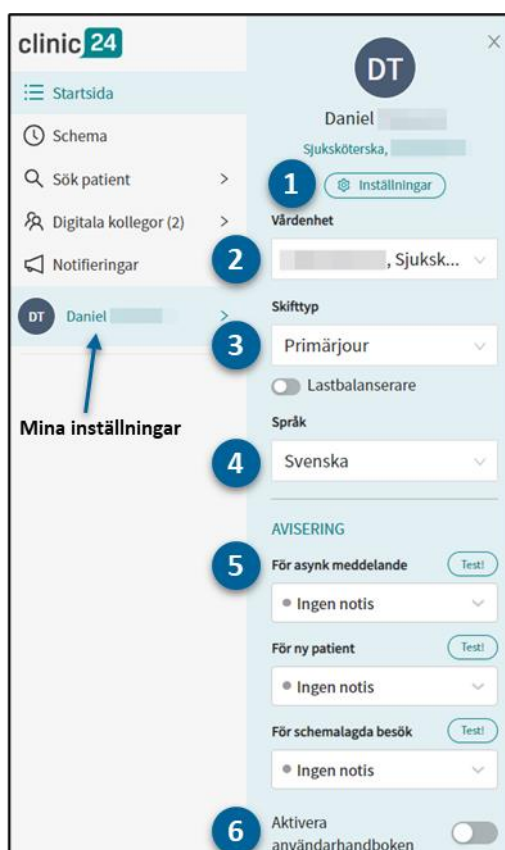 clinic 24
Startsida
Schema
Sök patient
Digitala kollegor (2)
Notifieringar
DT Daniel
Mina inställningar
DT
Daniel
Sjuksköterska,
1 Inställningar
Vårdenhet
2 , Sjuksk...
Skifttyp
3 Primärjour
Lastbalanserare
Språk
4 Svenska
AVISERING
5 För asynk meddelande Test!
Ingen notis
För ny patient Test!
Ingen notis
För schemalagda besök Test!
Ingen notis
6 Aktivera
användarhandboken